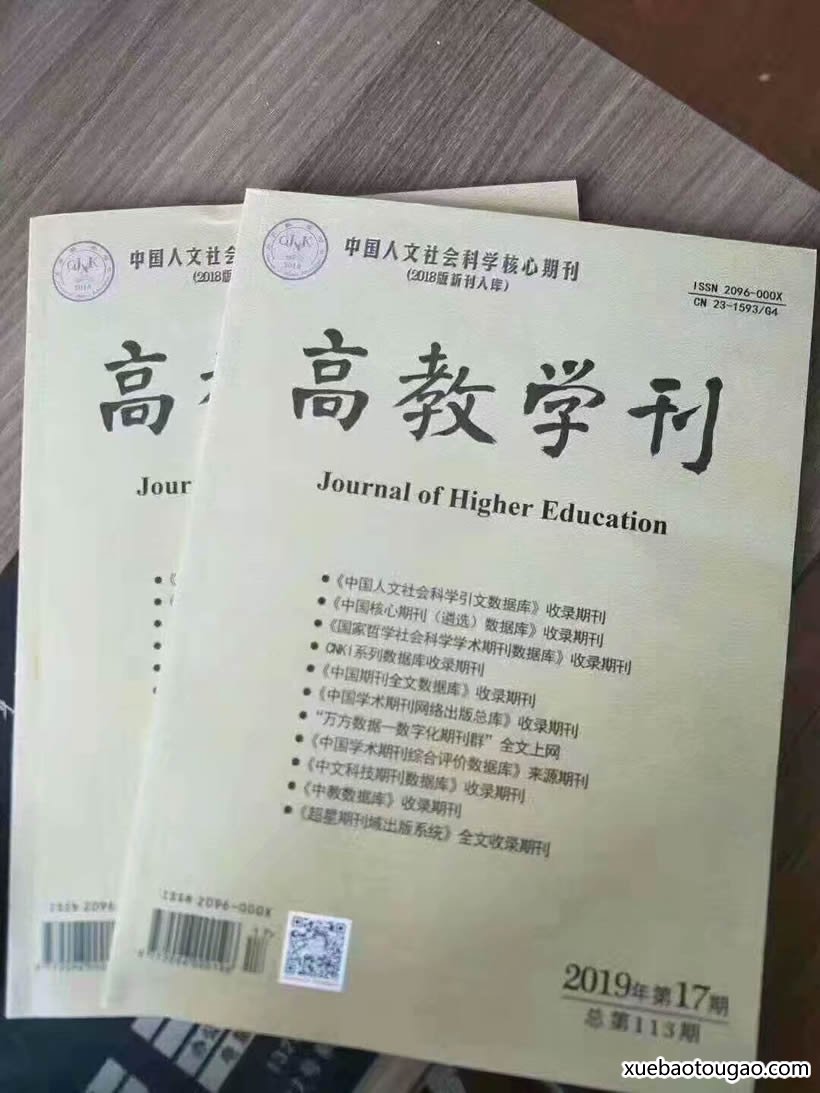 中国人文社会
(2018版
高
Jour
ISSN 2096
中国人文社会科学核心期刊
(2018版新刊入库)
ISSN 2096-000X
CN 23-1593/G4
高教学刊
Journal of Higher Education
●《中国人文社会科学引文数据库》收录期刊
●《中国核心期刊（遴选）数据库》收录期刊
●《国家哲学社会科学学术期刊数据库》收录期刊
● CNKI系列数据库收录期刊
●《中国期刊全文数据库》收录期刊
●《中国学术期刊网络出版总库》收录期刊
●“万方数据—数字化期刊群”全文上网
●《中国学术期刊综合评价数据库》来源期刊
●《中文科技期刊数据库》收录期刊
●《中教数据库》收录期刊
●《超星期刊域出版系统》全文收录期刊
ISSN 2096-000X
2019年第17期
总第113期
xuebaotougao.com